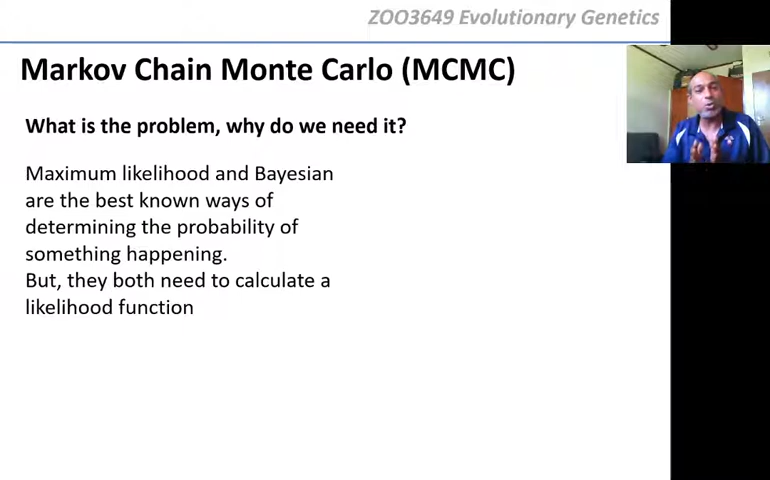 ZOO3649 Evolutionary Genetics
Markov Chain Monte Carlo (MCMC)
What is the problem, why do we need it?
Maximum likelihood and Bayesian
are the best known ways of
determining the probability of
something happening.
But, they both need to calculate a
likelihood function